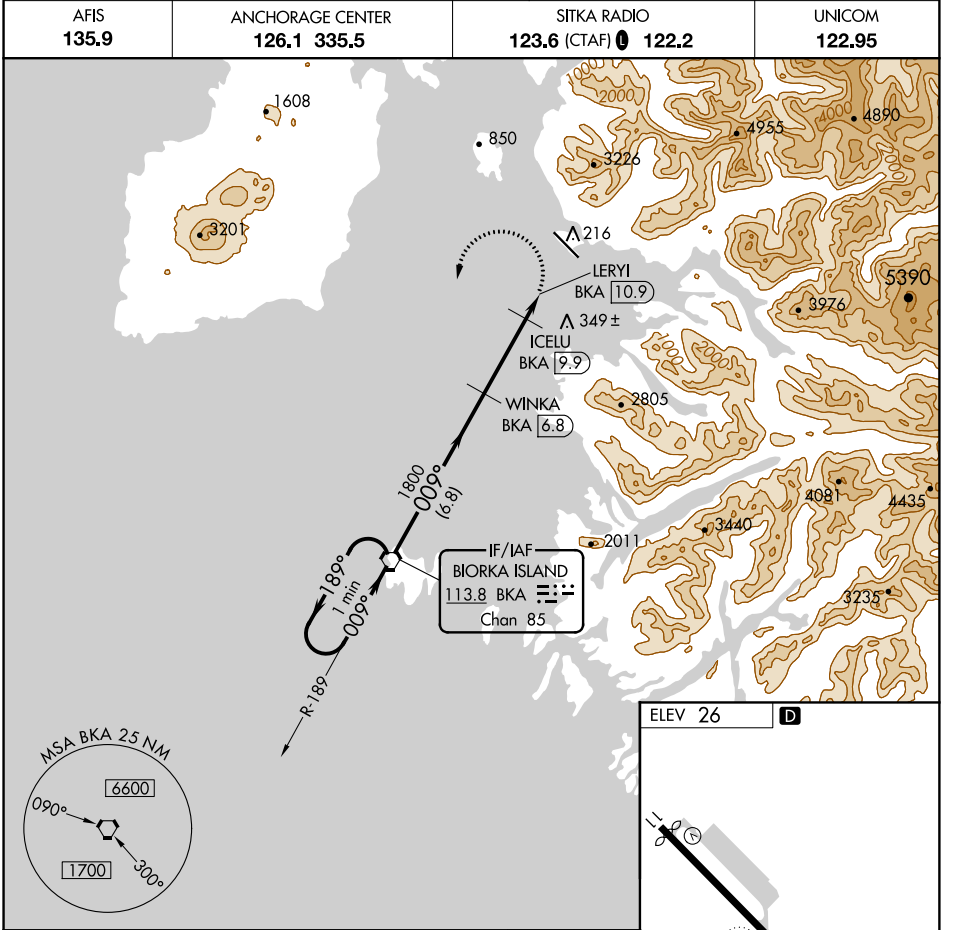 AFIS
135.9
ANCHORAGE CENTER
126.1 335.5
SITKA RADIO
123.6 (CTAF) L 122.2
UNICOM
122.95
1608
3201
850
1000
2000
3226
4955
4000
4890
216
LERYI
BKA 10.9
5390
3976
349 ±
ICELU
BKA 9.9
1000
2000
WINKA
BKA 6.8
2805
1800
009°
(6.8)
4081
4435
3440
2011
IF/IAF
BIORKA ISLAND
113.8 BKA
Chan 85
3235
189°
1 min
009°
R-189
MSA BKA 25 NM
6600
090°
1700
300°
ELEV 26
D
11
A